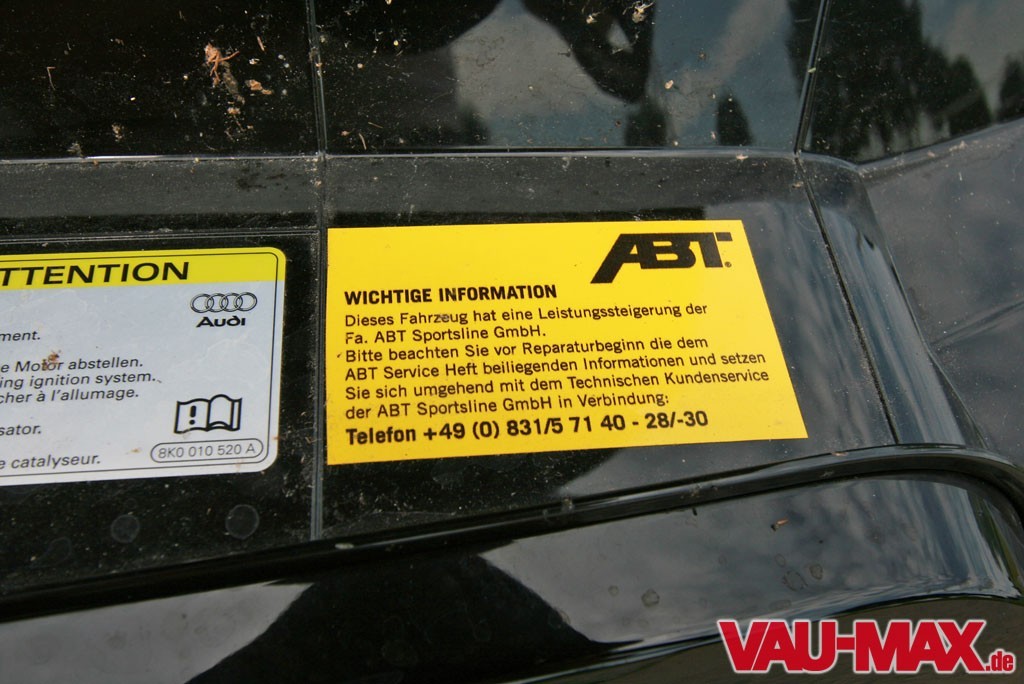 TTENTION
Audi
ment.
e Motor abstellen.
ing ignition system.
cher à l'allumage.
sator.
8K0 010 520 A
e catalyseur.
ABT®
WICHTIGE INFORMATION
Dieses Fahrzeug hat eine Leistungssteigerung der
Fa. ABT Sportsline GmbH.
Bitte beachten Sie vor Reparaturbeginn die dem
ABT Service Heft beiliegenden Informationen und setzen
Sie sich umgehend mit dem Technischen Kundenservice
der ABT Sportsline GmbH in Verbindung:
Telefon +49 (0) 831/5 71 40 - 28/-30
VAU-MAX.de